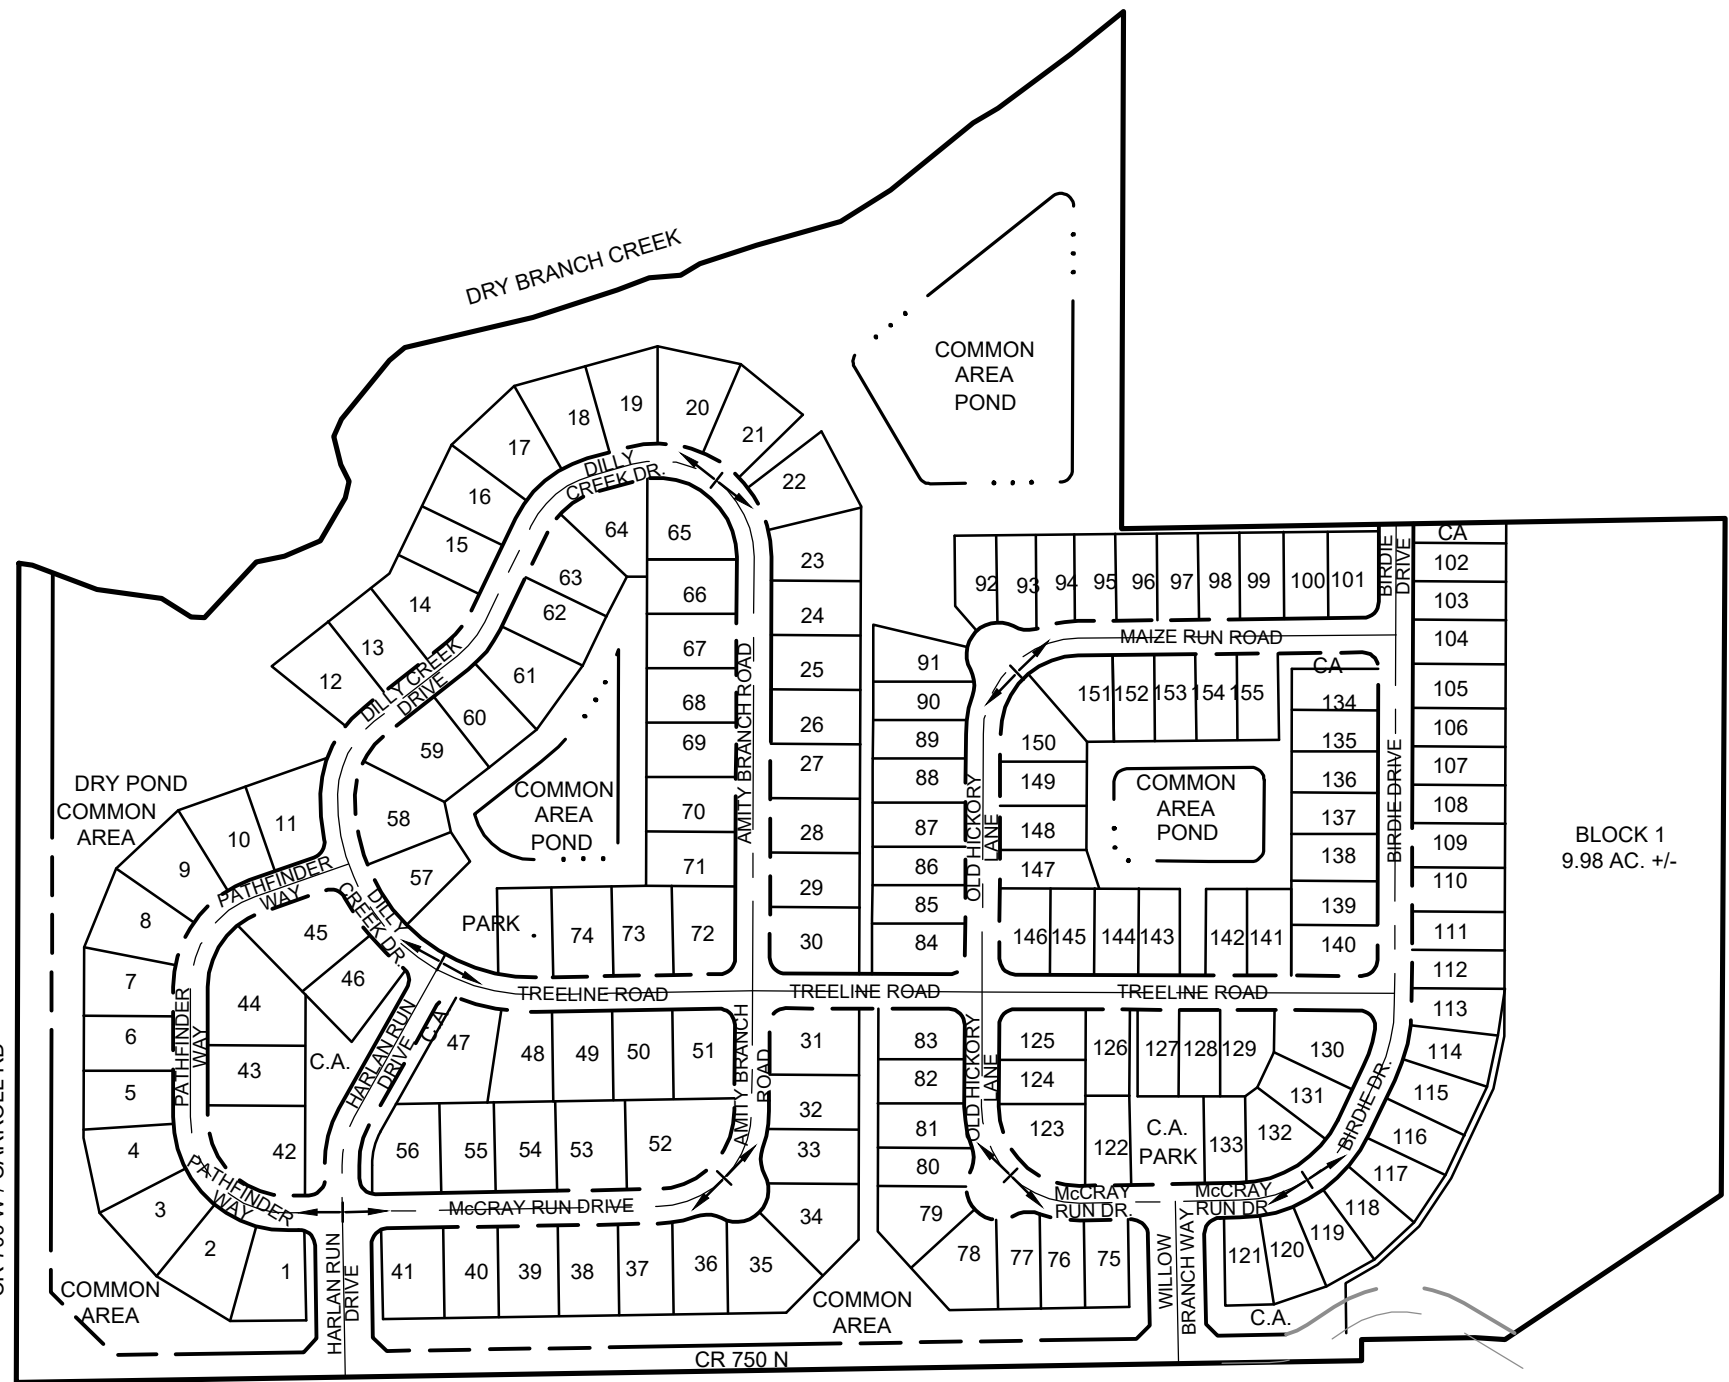 DRY BRANCH CREEK
COMMON
AREA
POND
19
20
18
21
17
DILLY
CREEK DR.
22
16
64
65
15
23
63
66
14
62
24
13
67
61
25
12
DILLY CREEK
DRIVE
68
60
26
69
59
27
AMITY BRANCH ROAD
COMMON
AREA
POND
58
70
28
57
71
29
DRY POND
COMMON
AREA
11
10
9
PATHFINDER
WAY
8
DILLY
CREEK DR.
PARK
74
73
72
30
45
46
7
44
TREELINE ROAD
TREELINE ROAD
TREELINE ROAD
6
PATHFINDER
WAY
43
C.A.
HARLAN RUN
DRIVE
C.A
47
48
49
50
51
AMITY BRANCH
ROAD
31
5
32
4
42
56
55
54
53
52
33
PATHFINDER
WAY
3
McCRAY RUN DRIVE
34
2
1
41
40
39
38
37
36
35
HARLAN RUN
DRIVE
COMMON
AREA
COMMON
AREA
CR 750 N
92
93
94
95
96
97
98
99
100
101
BIRDIE
DRIVE
CA
102
103
MAIZE RUN ROAD
104
91
CA
90
151
152
153
154
155
134
105
89
150
135
106
88
149
COMMON
AREA
POND
136
107
87
OLD HICKORY
LANE
148
137
BIRDIE DRIVE
108
86
147
138
109
110
85
139
84
146
145
144
143
142
141
140
111
112
113
BLOCK 1
9.98 AC. +/-
83
OLD HICKORY
LANE
125
126
127
128
129
130
114
82
124
131
115
81
123
122
C.A.
PARK
133
132
BIRDIE DR.
116
80
117
McCRAY
RUN DR.
McCRAY
RUN DR.
118
79
119
78
77
76
75
WILLOW
BRANCH WAY
121
120
C.A.